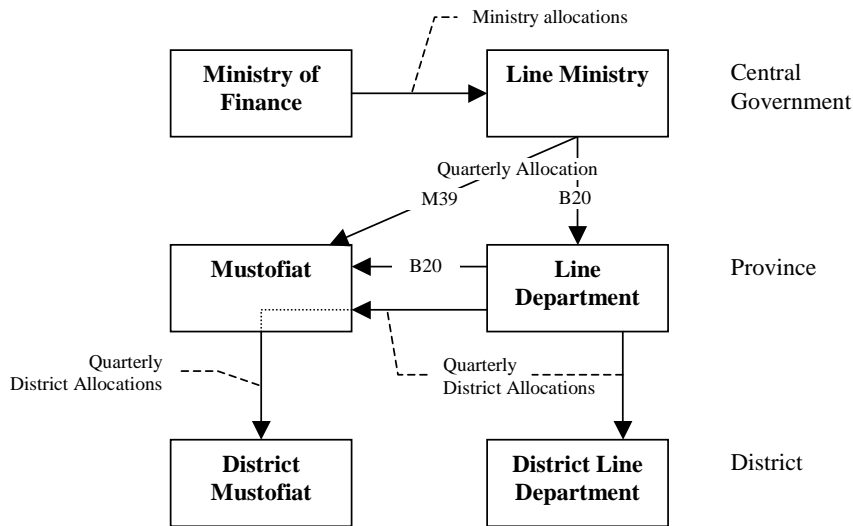 Ministry allocations
Ministry of
Finance
Line Ministry
Central
Government
Quarterly Allocation
M39
B20
Mustofiat
B20
Line
Department
Province
Quarterly
District Allocations
Quarterly
District Allocations
District
Mustofiat
District Line
Department
District